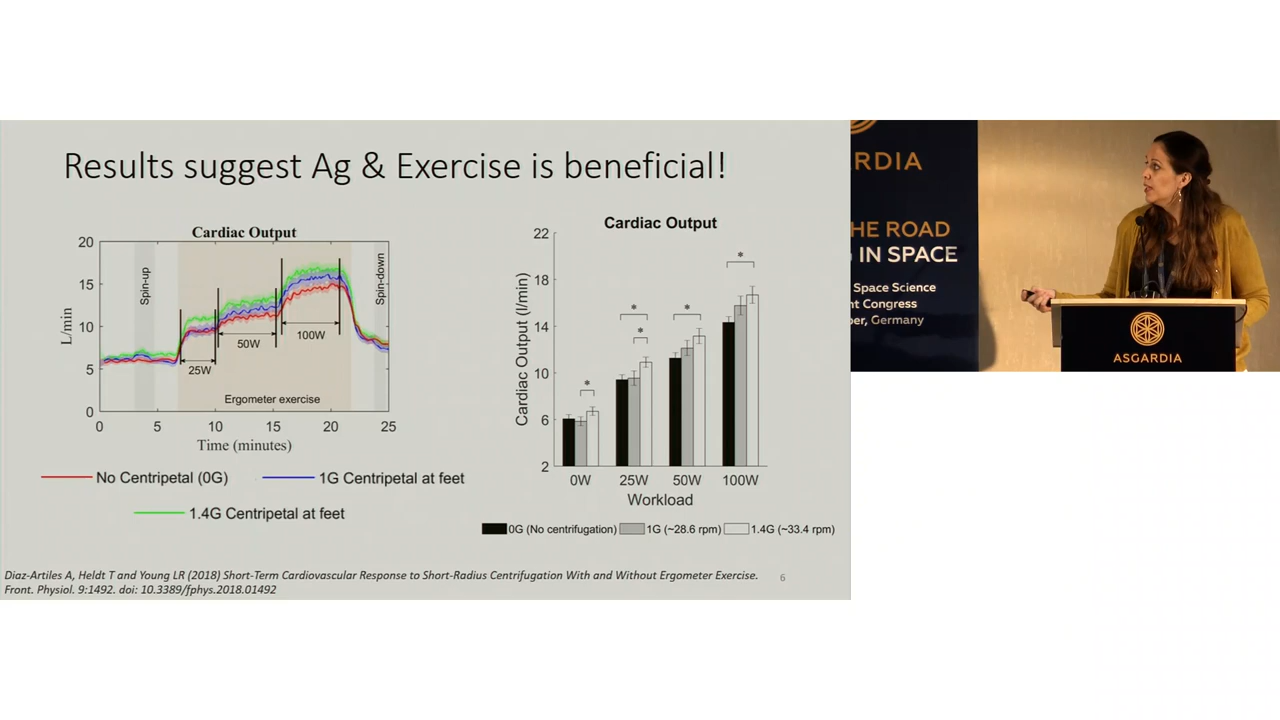 Results suggest Ag & Exercise is beneficial!
Cardiac Output
20
15
10
5
0
L/min
Spin-up
Spin-down
25W
50W
100W
Ergometer exercise
0 5 10 15 20 25
Time (minutes)
No Centripetal (0G)
1G Centripetal at feet
1.4G Centripetal at feet
Cardiac Output
22
18
14
10
6
2
Cardiac Output (l/min)
* * * * *
0W 25W 50W 100W
Workload
0G (No centrifugation) 1G (~28.6 rpm) 1.4G (~33.4 rpm)
Diaz-Artiles A, Heldt T and Young LR (2018) Short-Term Cardiovascular Response to Short-Radius Centrifugation With and Without Ergometer Exercise.
Front. Physiol. 9:1492. doi: 10.3389/fphys.2018.01492
6
RDIA
HE ROAD
G IN SPACE
Space Science
nt Congress
ber, Germany
ASGARDIA